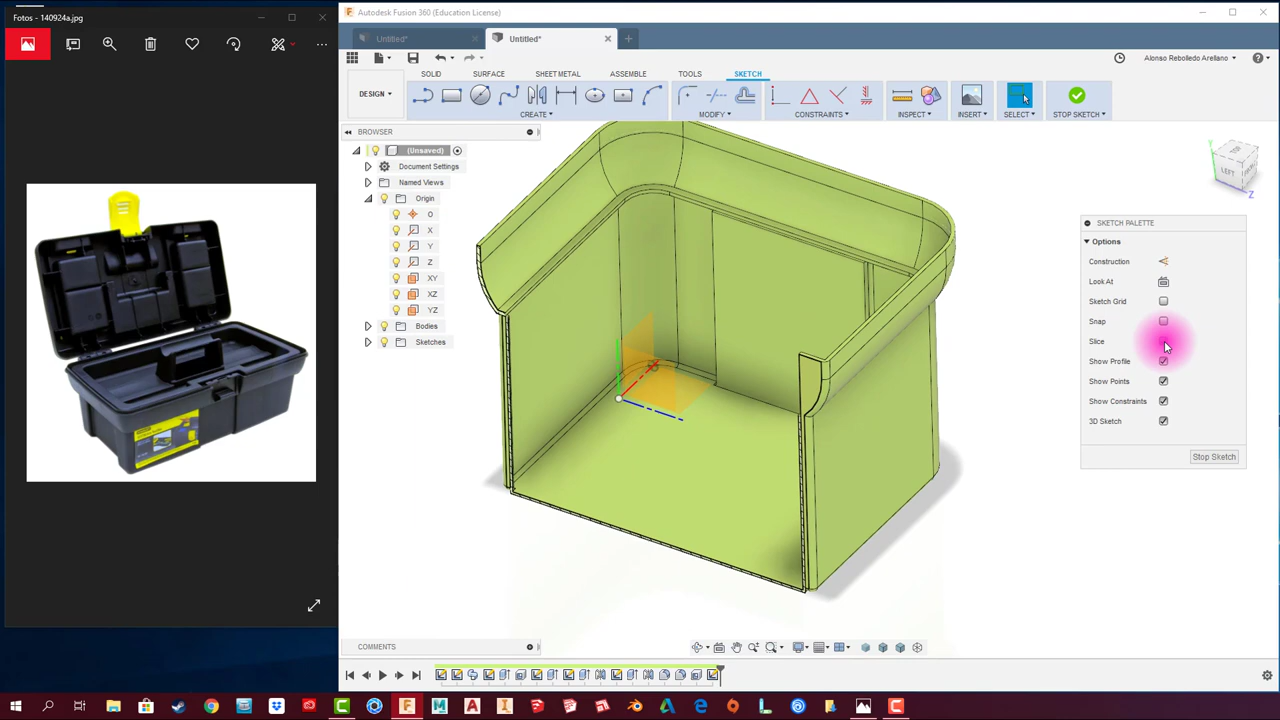 Fotos - 140924a.jpg
Autodesk Fusion 360 (Education License)
Untitled*
Untitled*
Alonso Rebolledo Arellano
DESIGN
SOLID
SURFACE
SHEET METAL
ASSEMBLE
TOOLS
SKETCH
CREATE
MODIFY
CONSTRAINTS
INSPECT
INSERT
SELECT
STOP SKETCH
BROWSER
(Unsaved)
Document Settings
Named Views
Origin
O
X
Y
Z
XY
XZ
YZ
Bodies
Sketches
TOP
LEFT
Z
SKETCH PALETTE
Options
Construction
Look At
Sketch Grid
Snap
Slice
Show Profile
Show Points
Show Constraints
3D Sketch
Stop Sketch
COMMENTS